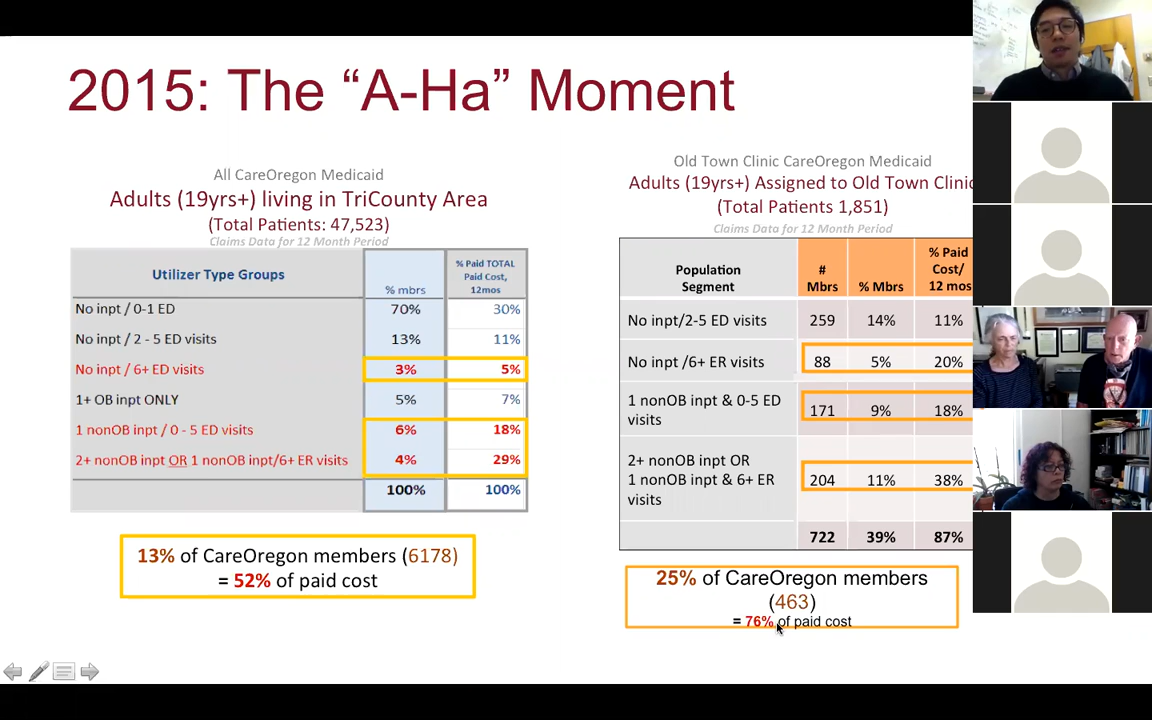 2015: The “A-Ha” Moment
All CareOregon Medicaid
Adults (19yrs+) living in TriCounty Area
(Total Patients: 47,523)
Claims Data for 12 Month Period
Utilizer Type Groups
% mbrs
% Paid TOTAL
Paid Cost,
12mos
No inpt / 0-1 ED 70% 30%
No inpt / 2 - 5 ED visits 13% 11%
No inpt / 6+ ED visits 3% 5%
1+ OB inpt ONLY 5% 7%
1 nonOB inpt / 0 - 5 ED visits 6% 18%
2+ nonOB inpt OR 1 nonOB inpt/6+ ER visits 4% 29%
100% 100%
13% of CareOregon members (6178)
= 52% of paid cost
Old Town Clinic CareOregon Medicaid
Adults (19yrs+) Assigned to Old Town Clinic
(Total Patients 1,851)
Claims Data for 12 Month Period
Population
Segment
#
Mbrs
% Mbrs
% Paid
Cost/
12 mos
No inpt/2-5 ED visits 259 14% 11%
No inpt /6+ ER visits 88 5% 20%
1 nonOB inpt & 0-5 ED
visits
171 9% 18%
2+ nonOB inpt OR
1 nonOB inpt & 6+ ER
visits
204 11% 38%
722 39% 87%
25% of CareOregon members
(463)
= 76% of paid cost